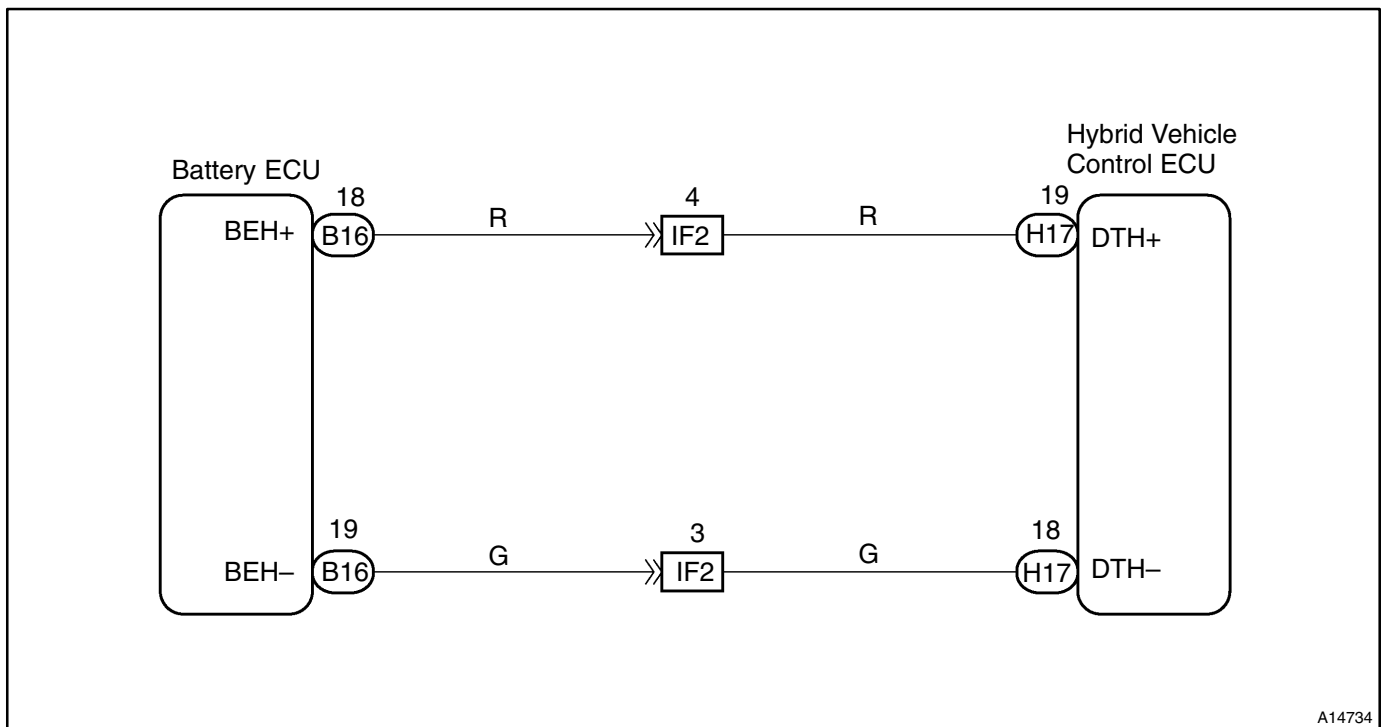 Battery ECU
Hybrid Vehicle
Control ECU
18
4
19
BEH+
B16
R
IF2
R
H17
DTH+
19
3
18
BEH–
B16
G
IF2
G
H17
DTH–
A14734